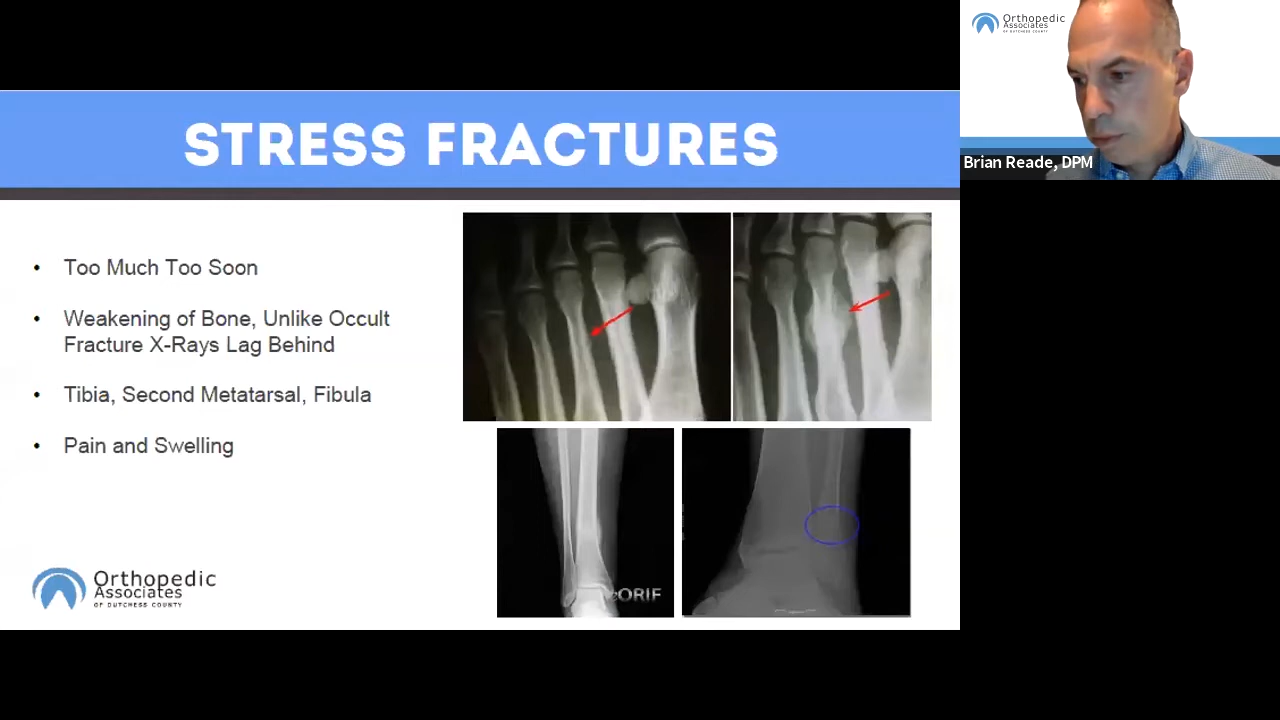 STRESS FRACTURES
• Too Much Too Soon
• Weakening of Bone, Unlike Occult
Fracture X-Rays Lag Behind
• Tibia, Second Metatarsal, Fibula
• Pain and Swelling
Orthopedic
Associates
OF DUTCHESS COUNTY
eORIF
Orthopedic
Associates
OF DUTCHESS COUNTY
Brian Reade, DPM